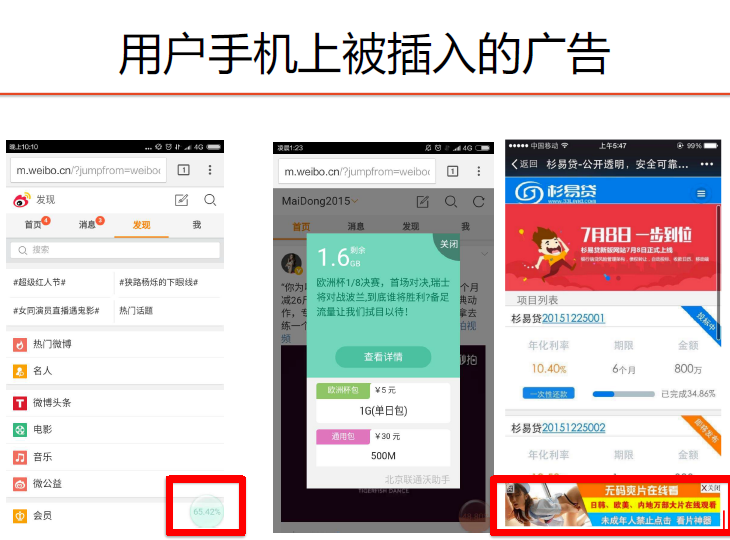 用户手机上被插入的广告
晚上10:10
4G
m.weibo.cn/?jumpfrom=weiboc
1
发现
首页
4
消息
3
发现
我
搜索
#超级红人节#
#狭路杨烁的下眼线#
#女同演员直播遇鬼影#
热门话题
热门微博
名人
微博头条
电影
音乐
微公益
会员
65.42%
凌晨1:23
4G
m.weibo.cn/?jumpfrom=weiboc
1
MaiDong2015
首页
消息
发现
我
关闭
1.6
剩余
GB
欧洲杯1/8决赛，首场对决,瑞士
将对战波兰,到底谁将胜利?备足
流量让我们拭目以待!
查看详情
欧洲杯包
￥5元
1G(单日包)
通用包
￥30元
500M
北京联通沃助手
TIGERFISH DANCE
中国移动
上午5:47
99%
返回
杉易贷-公开透明，安全可靠...
杉易贷
www.33Lend.com
7月8日 一步到位
杉易贷新版网站7月8日正式上线
项目列表
杉易贷20151225001
投标中
年化利率
期限
金额
10.40%
6个月
800万
一次性还款
已完成34.86%
杉易贷20151225002
即将发布
年化利率
期限
金额
无码爽片在线看
X关闭
日韩、欧美、内地万部大片在线观看
未成年人禁止点击 看片神器